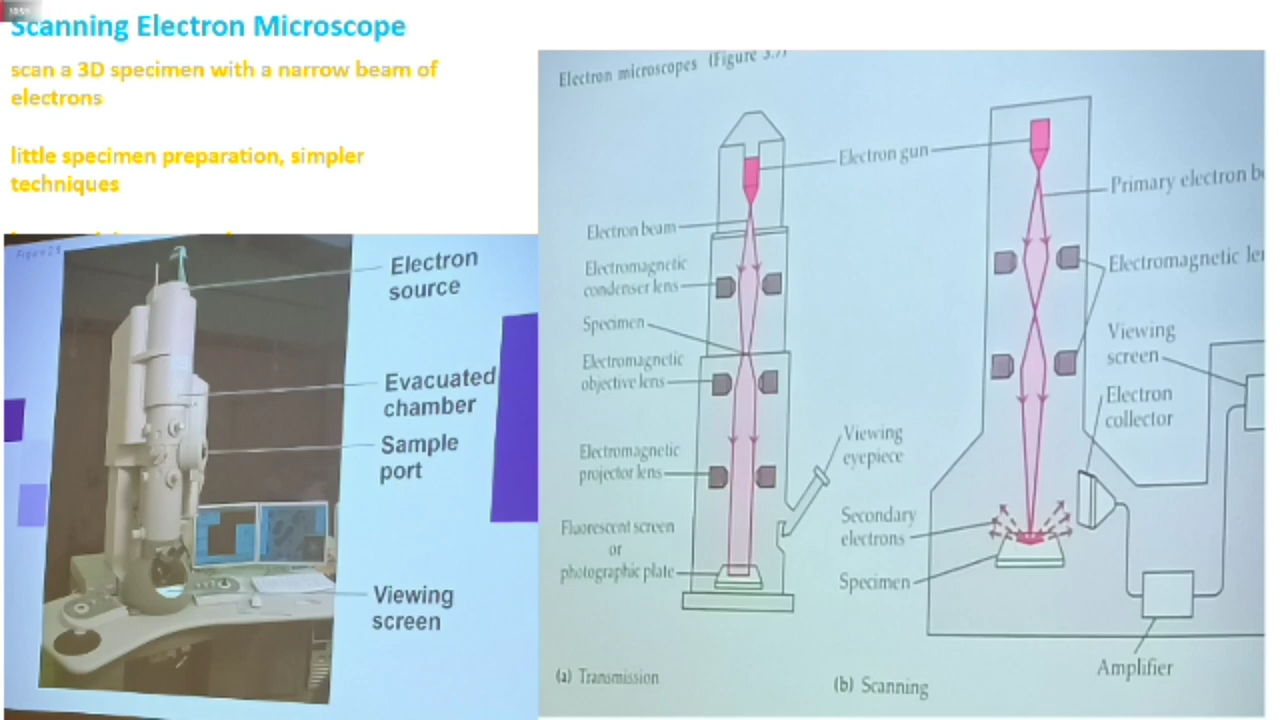 Scanning Electron Microscope
scan a 3D specimen with a narrow beam of
electrons
little specimen preparation, simpler
techniques
Electron
source
Evacuated
chamber
Sample
port
Viewing
screen
Electron microscopes (Figure 3.7)
Electron gun
Electron beam
Electromagnetic
condenser lens
Specimen
Electromagnetic
objective lens
Electromagnetic
projector lens
Viewing
eyepiece
Fluorescent screen
or
photographic plate
(a) Transmission
Primary electron
Electromagnetic
Viewing
screen
Electron
collector
Secondary
electrons
Specimen
Amplifier
(b) Scanning